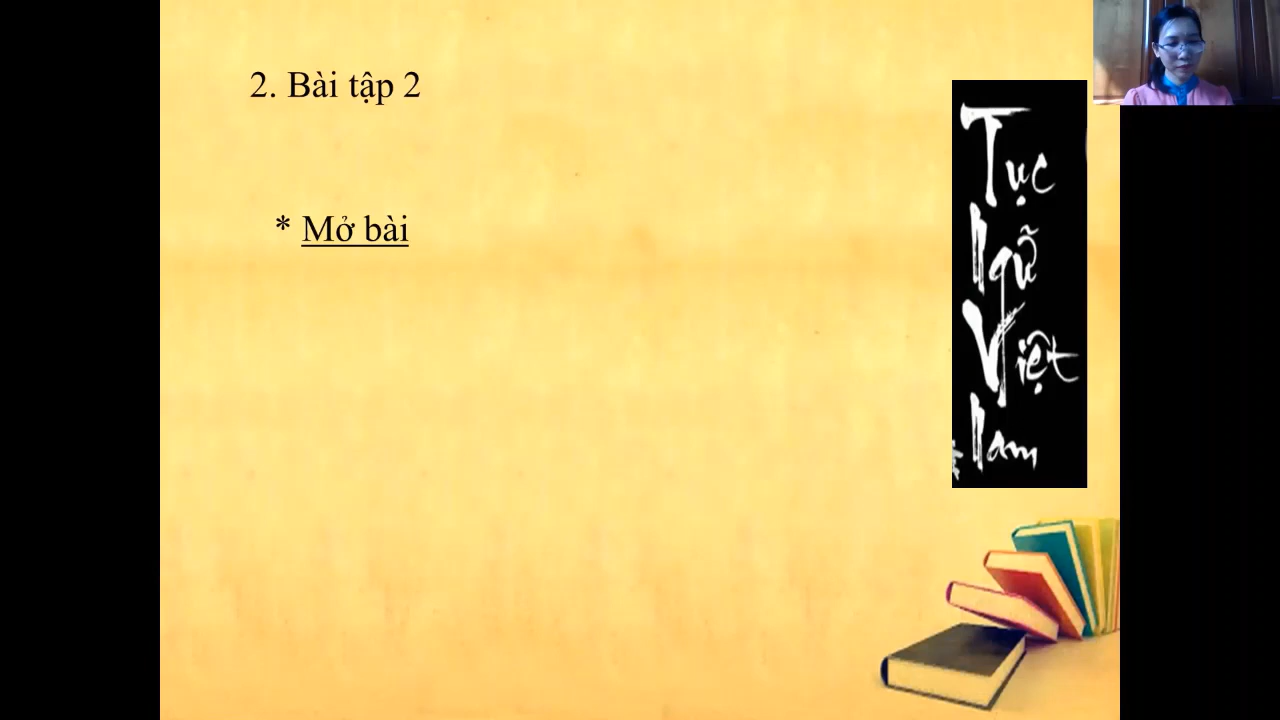 2. Bài tập 2
* Mở bài
Tục
Ngữ
Việt
Nam